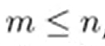 m ≤ n,